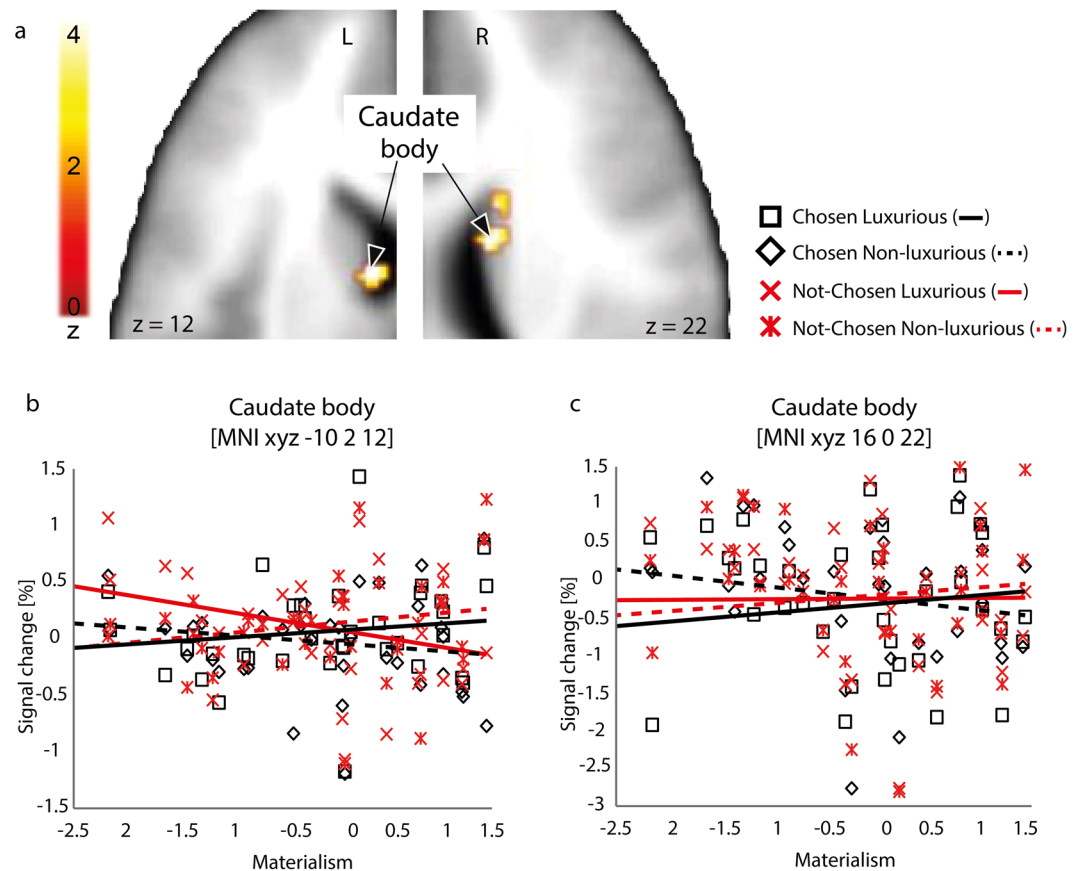 a
4
2
0
z
L
R
Caudate
body
z = 12
z = 22
Chosen Luxurious (—)
Chosen Non-luxurious (---)
Not-Chosen Luxurious (—)
Not-Chosen Non-luxurious (---)
b
Caudate body
[MNI xyz -10 2 12]
Signal change [%]
1.5
1
0.5
0
-0.5
-1
-1.5
-2.5 2 -1.5 1 -0.5 0 0.5 1 1.5
Materialism
c
Caudate body
[MNI xyz 16 0 22]
Signal change [%]
1.5
1
0.5
0
-0.5
-1
-1.5
-2
-2.5
-3
-2.5 2 -1.5 1 -0.5 0 0.5 1 1.5
Materialism